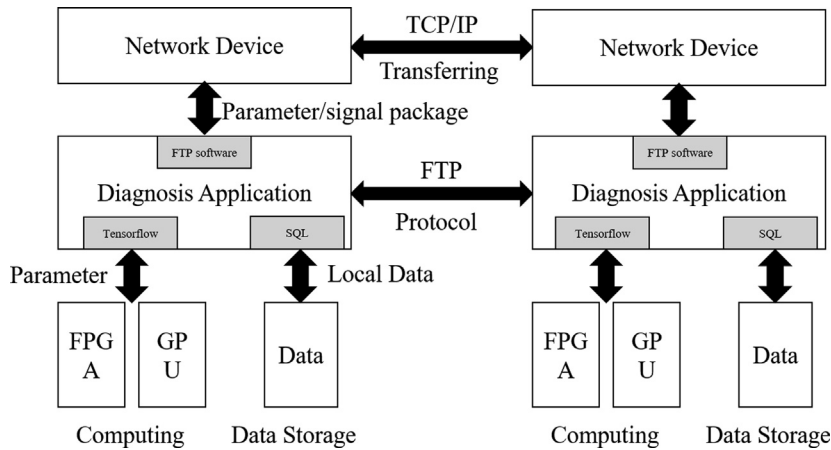 TCP/IP
Network Device
Network Device
Transferring
Parameter/signal package
FTP software
FTP software
FTP
Diagnosis Application
Diagnosis Application
Protocol
Tensorflow
SQL
Tensorflow
SQL
Parameter
Local Data
FPG
A
GP
U
Data
FPG
A
GP
U
Data
Computing
Data Storage
Computing
Data Storage